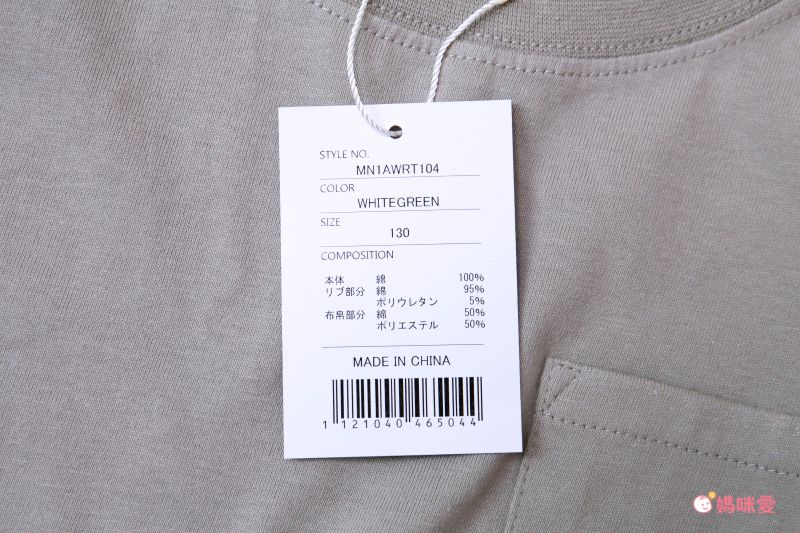 STYLE NO.
MN1AWRT104
COLOR
WHITEGREEN
SIZE
130
COMPOSITION
本体 綿 100%
リブ部分 綿 95%
ポリウレタン 5%
布帛部分 綿 50%
ポリエステル 50%
MADE IN CHINA
1 121040 465044
媽咪愛